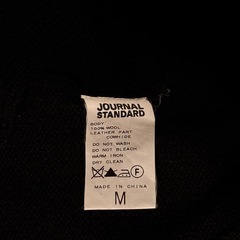 JOURNAL
STANDARD
BODY
100% WOOL
LEATHER PART
COWHIDE
DO NOT WASH
DO NOT BLEACH
WARM IRON
DRY CLEAN
F
MADE IN CHINA
M